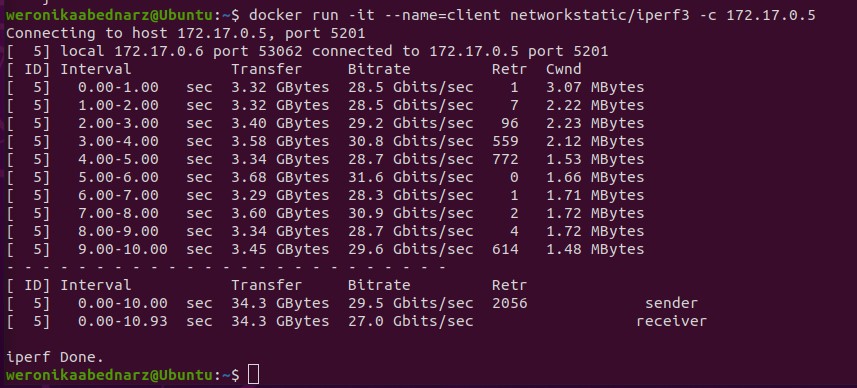 weronikaabednarz@Ubuntu:~$ docker run -it --name=client networkstatic/iperf3 -c 172.17.0.5
Connecting to host 172.17.0.5, port 5201
[  5] local 172.17.0.6 port 53062 connected to 172.17.0.5 port 5201
[ ID] Interval           Transfer     Bitrate         Retr  Cwnd
[  5]   0.00-1.00   sec  3.32 GBytes  28.5 Gbits/sec    1   3.07 MBytes
[  5]   1.00-2.00   sec  3.32 GBytes  28.5 Gbits/sec    7   2.22 MBytes
[  5]   2.00-3.00   sec  3.40 GBytes  29.2 Gbits/sec   96   2.23 MBytes
[  5]   3.00-4.00   sec  3.58 GBytes  30.8 Gbits/sec  559   2.12 MBytes
[  5]   4.00-5.00   sec  3.34 GBytes  28.7 Gbits/sec  772   1.53 MBytes
[  5]   5.00-6.00   sec  3.68 GBytes  31.6 Gbits/sec    0   1.66 MBytes
[  5]   6.00-7.00   sec  3.29 GBytes  28.3 Gbits/sec    1   1.71 MBytes
[  5]   7.00-8.00   sec  3.60 GBytes  30.9 Gbits/sec    2   1.72 MBytes
[  5]   8.00-9.00   sec  3.34 GBytes  28.7 Gbits/sec    4   1.72 MBytes
[  5]   9.00-10.00  sec  3.45 GBytes  29.6 Gbits/sec  614   1.48 MBytes
- - - - - - - - - - - - - - - - - - - - - - - - -
[ ID] Interval           Transfer     Bitrate         Retr
[  5]   0.00-10.00  sec  34.3 GBytes  29.5 Gbits/sec  2056             sender
[  5]   0.00-10.93  sec  34.3 GBytes  27.0 Gbits/sec                  receiver
iperf Done.
weronikaabednarz@Ubuntu:~$